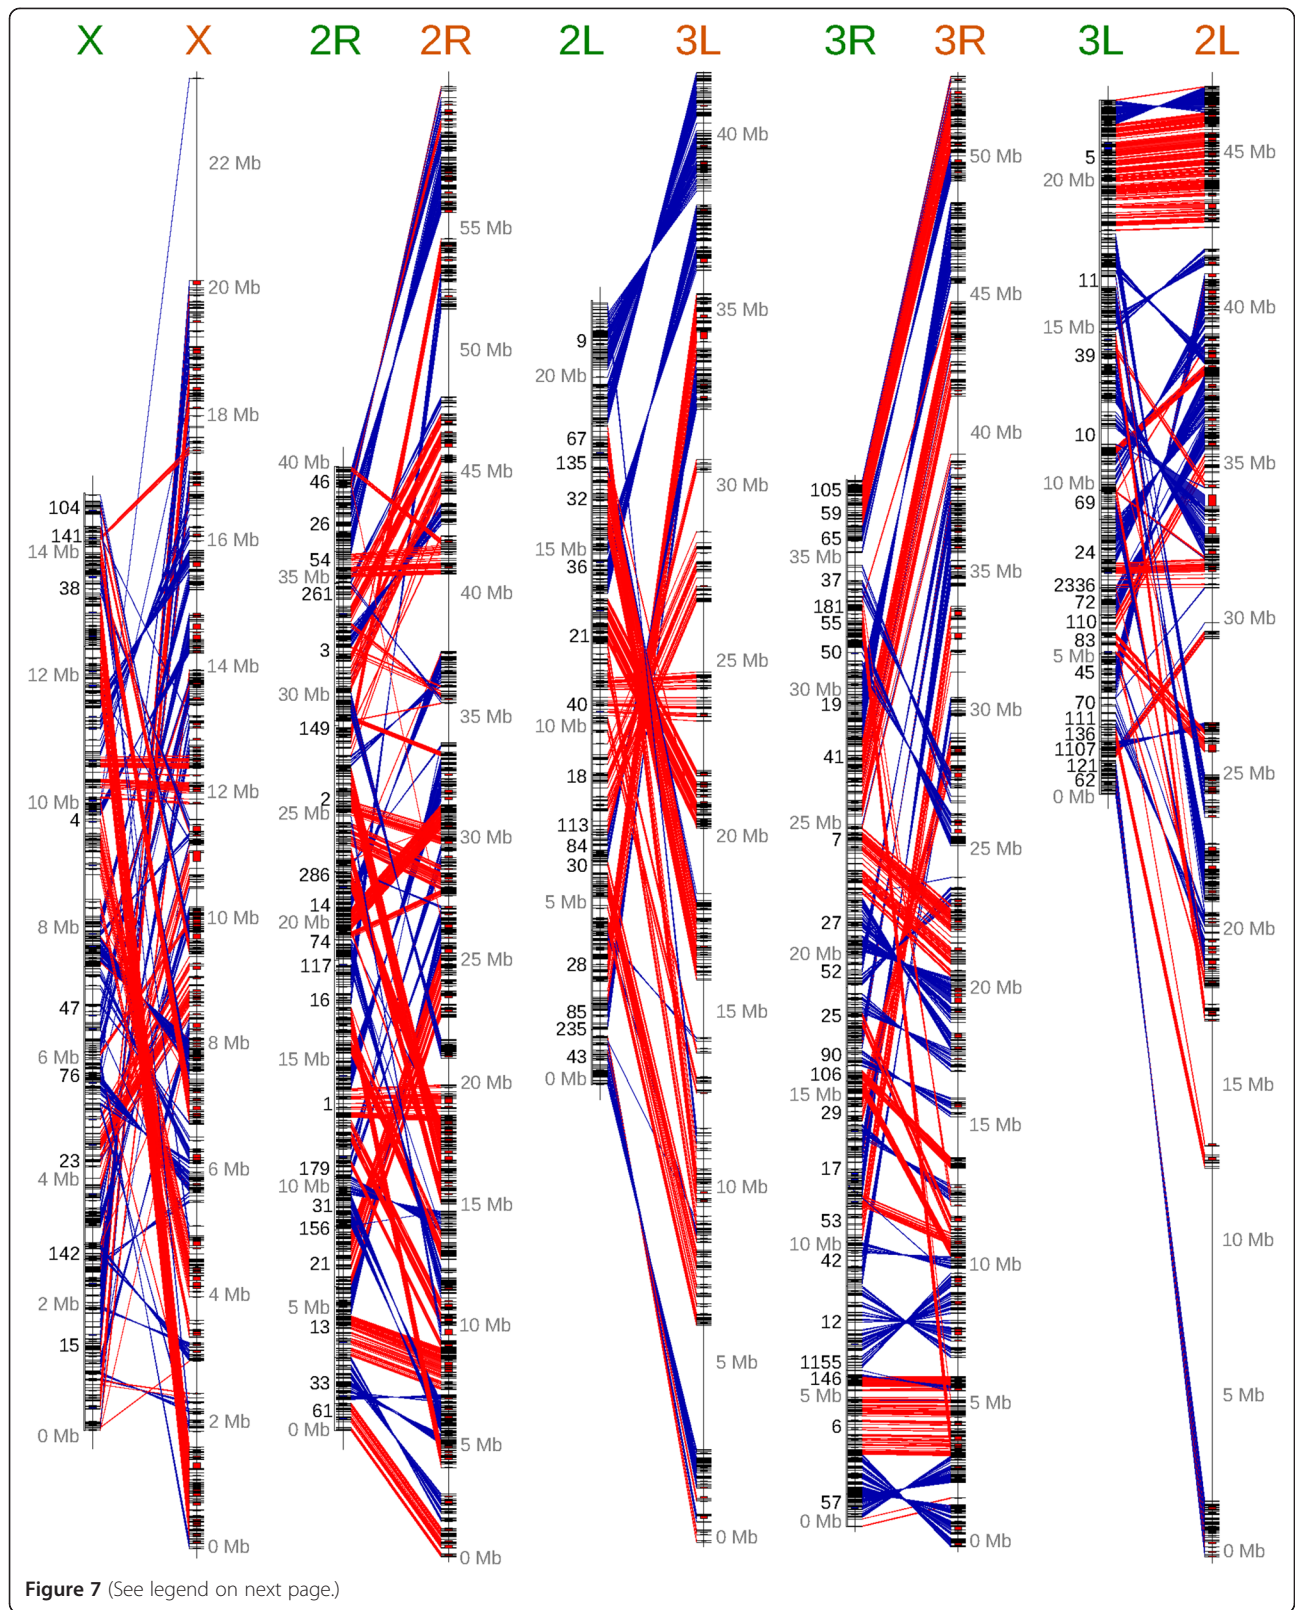 X X 2R 2R 2L 3L 3R 3R 3L 2L
104
141
14 Mb
38
12 Mb
10 Mb
4
8 Mb
47
6 Mb
76
23
4 Mb
142
2 Mb
15
0 Mb
22 Mb
20 Mb
18 Mb
16 Mb
14 Mb
12 Mb
10 Mb
8 Mb
6 Mb
4 Mb
2 Mb
0 Mb
40 Mb
46
26
54
35 Mb
261
3
30 Mb
149
2
25 Mb
286
14
20 Mb
74
117
16
15 Mb
1
179
10 Mb
31
156
21
5 Mb
13
33
61
0 Mb
55 Mb
50 Mb
45 Mb
40 Mb
35 Mb
30 Mb
25 Mb
20 Mb
15 Mb
10 Mb
5 Mb
0 Mb
9
20 Mb
67
135
32
15 Mb
36
21
40
10 Mb
18
113
84
30
5 Mb
28
85
235
43
0 Mb
40 Mb
35 Mb
30 Mb
25 Mb
20 Mb
15 Mb
10 Mb
5 Mb
0 Mb
105
59
65
35 Mb
37
181
55
50
30 Mb
19
41
25 Mb
7
27
20 Mb
52
25
90
106
15 Mb
29
17
53
10 Mb
42
12
1155
146
5 Mb
6
57
0 Mb
50 Mb
45 Mb
40 Mb
35 Mb
30 Mb
25 Mb
20 Mb
15 Mb
10 Mb
5 Mb
0 Mb
5
20 Mb
11
15 Mb
39
10
10 Mb
69
24
2336
72
110
83
5 Mb
45
70
111
136
1107
121
62
0 Mb
45 Mb
40 Mb
35 Mb
30 Mb
25 Mb
20 Mb
15 Mb
10 Mb
5 Mb
0 Mb
Figure 7 (See legend on next page.)